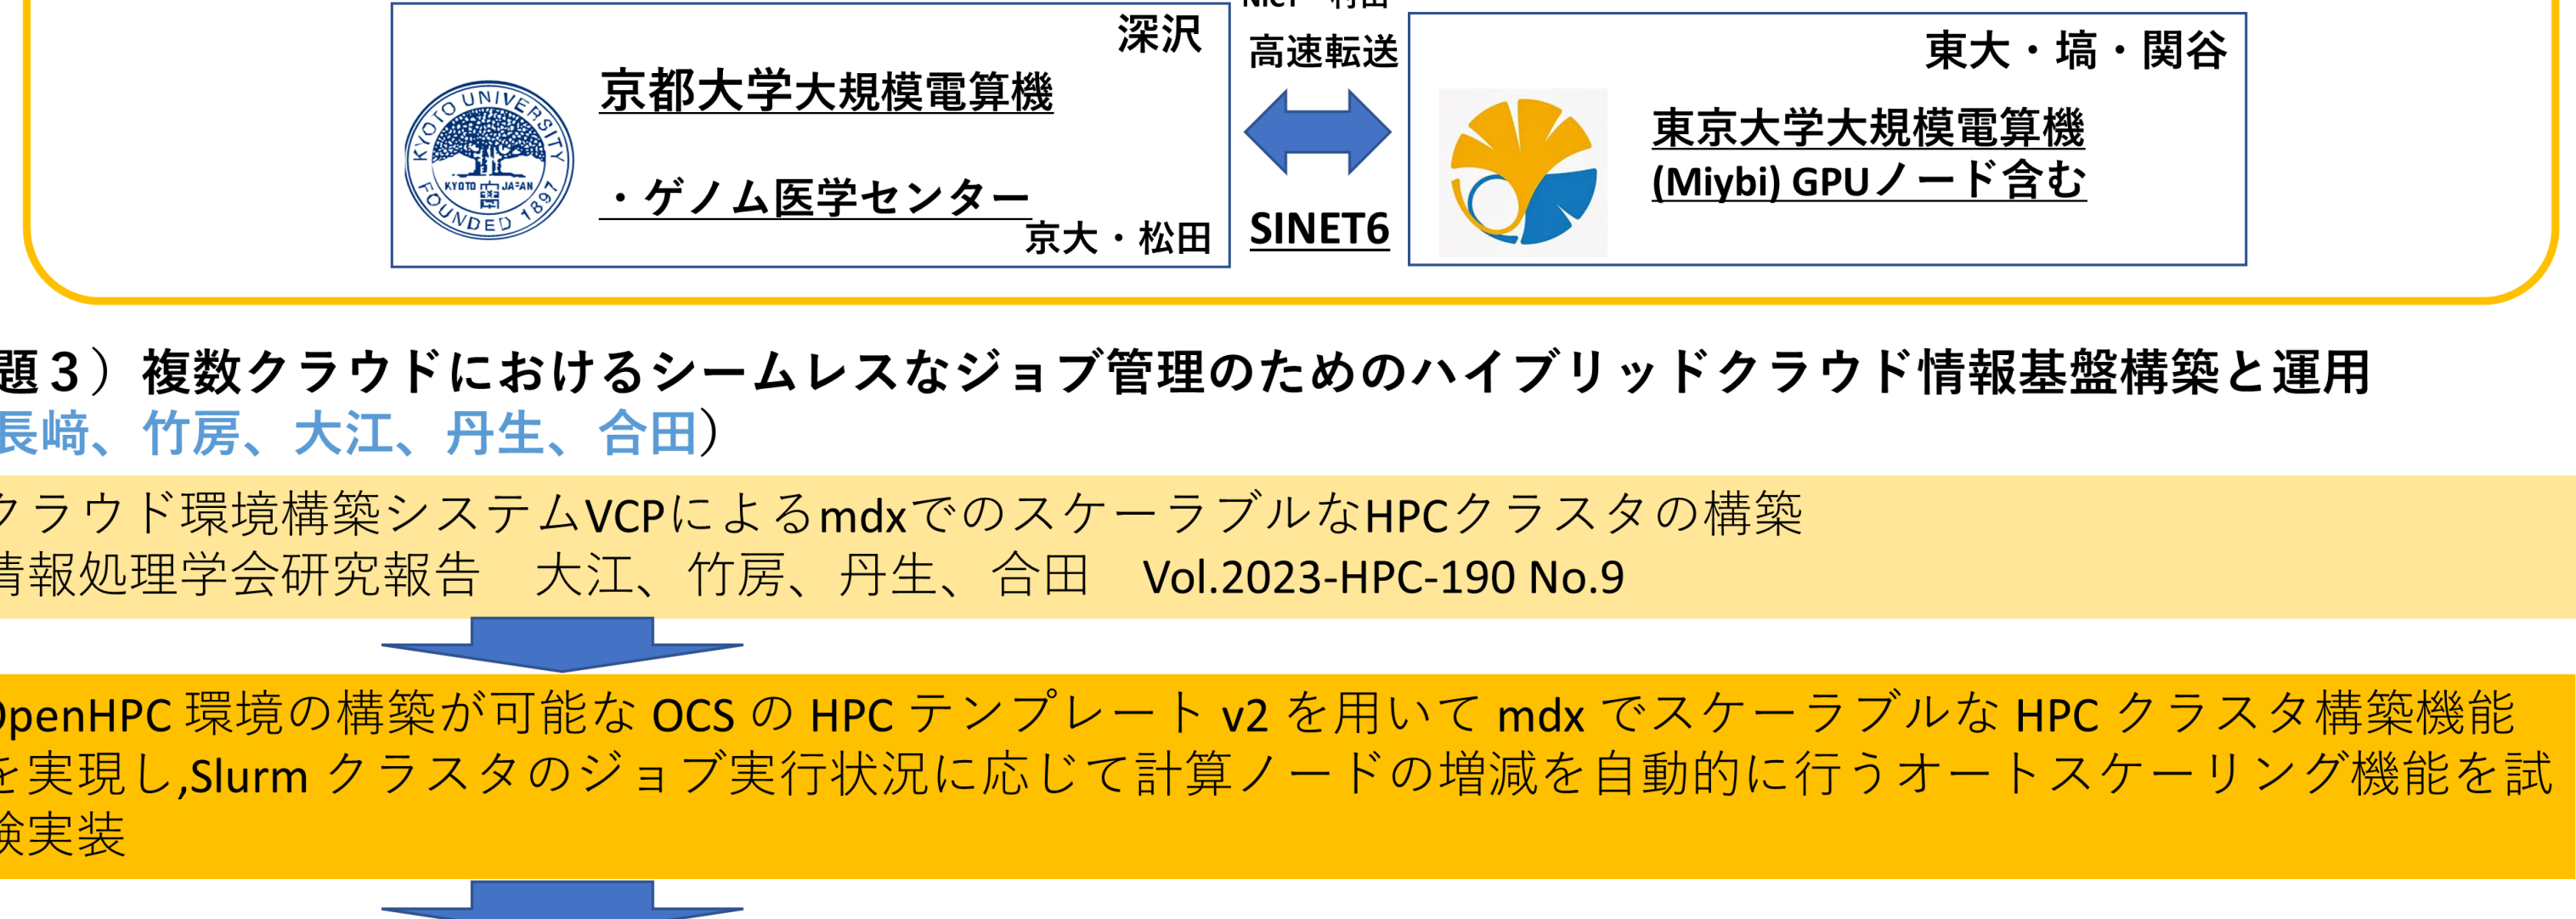 深沢
京都大学大規模電算機
・ゲノム医学センター
京大・松田
KYOTO UNIVERSITY
KYOTO JAPAN
FOUNDED 1897
高速転送
SINET6
東大・塙・関谷
東京大学大規模電算機
(Miybi) GPUノード含む
題３）複数クラウドにおけるシームレスなジョブ管理のためのハイブリッドクラウド情報基盤構築と運用
長﨑、竹房、大江、丹生、合田）
クラウド環境構築システムVCPによるmdxでのスケーラブルなHPCクラスタの構築
情報処理学会研究報告　大江、竹房、丹生、合田　Vol.2023-HPC-190 No.9
OpenHPC 環境の構築が可能な OCS の HPC テンプレート v2 を用いて mdx でスケーラブルな HPC クラスタ構築機能
を実現し,Slurm クラスタのジョブ実行状況に応じて計算ノードの増減を自動的に行うオートスケーリング機能を試
験実装